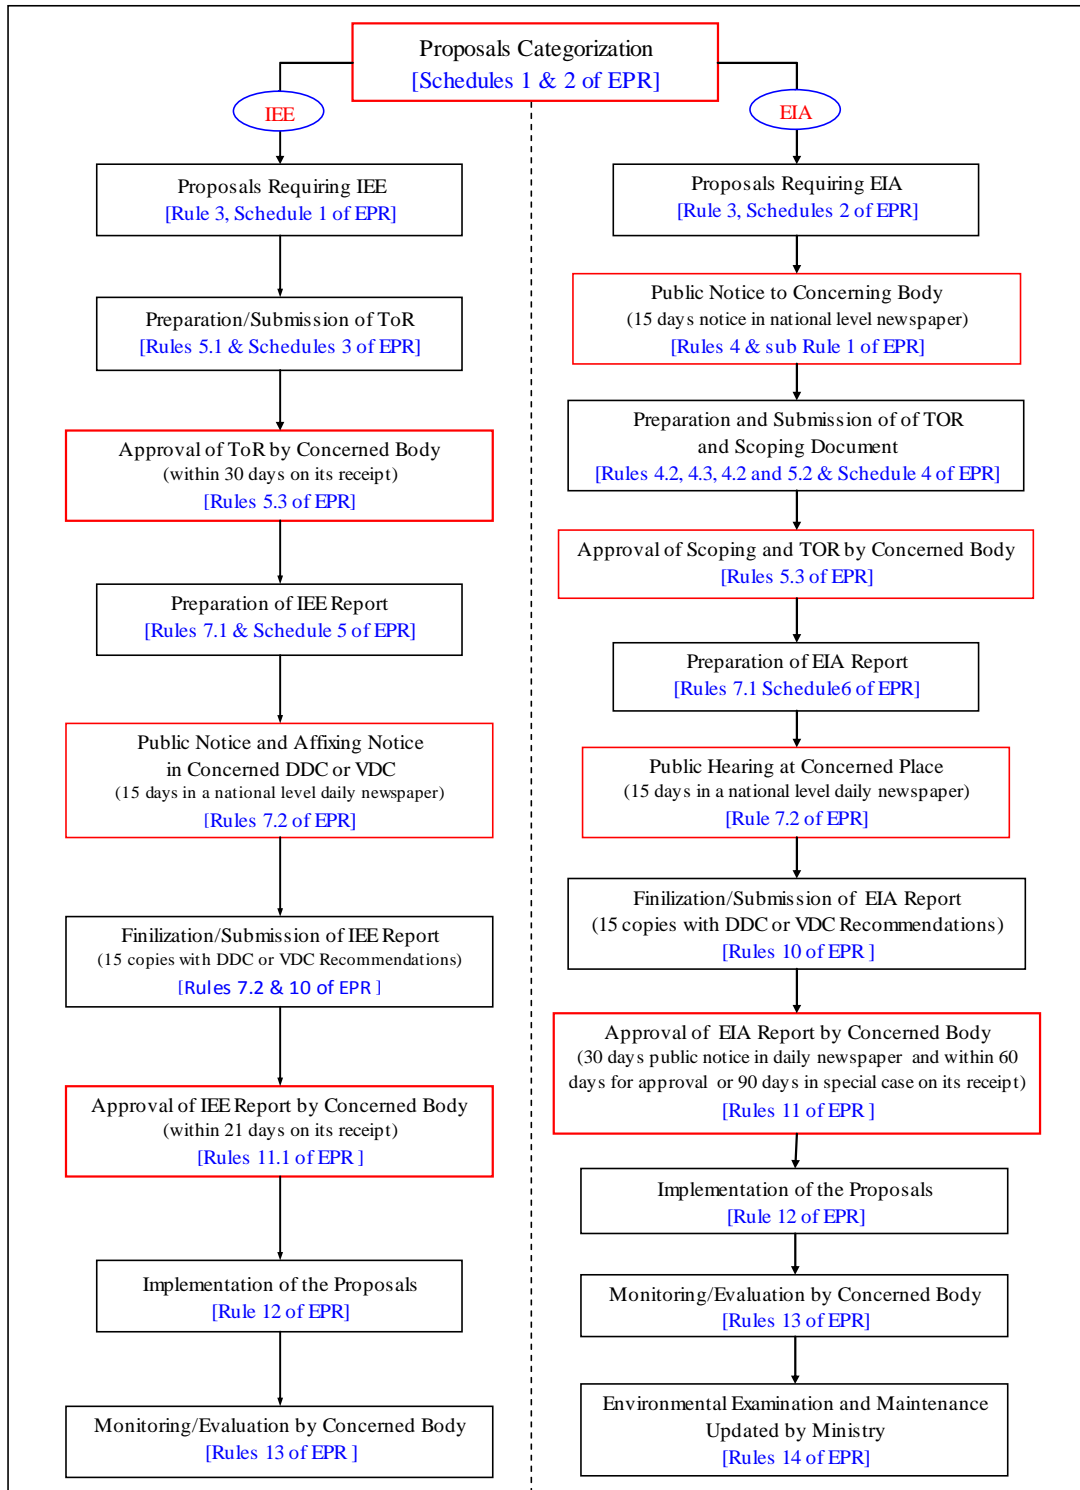 Proposals Categorization
[Schedules 1 & 2 of EPR]
IEE
Proposals Requiring IEE
[Rule 3, Schedule 1 of EPR]
Preparation/Submission of ToR
[Rules 5.1 & Schedules 3 of EPR]
Approval of ToR by Concerned Body
(within 30 days on its receipt)
[Rules 5.3 of EPR]
Preparation of IEE Report
[Rules 7.1 & Schedule 5 of EPR]
Public Notice and Affixing Notice
in Concerned DDC or VDC
(15 days in a national level daily newspaper)
[Rules 7.2 of EPR]
Finilization/Submission of IEE Report
(15 copies with DDC or VDC Recommendations)
[Rules 7.2 & 10 of EPR ]
Approval of IEE Report by Concerned Body
(within 21 days on its receipt)
[Rules 11.1 of EPR ]
Implementation of the Proposals
[Rule 12 of EPR]
Monitoring/Evaluation by Concerned Body
[Rules 13 of EPR ]
EIA
Proposals Requiring EIA
[Rule 3, Schedules 2 of EPR]
Public Notice to Concerning Body
(15 days notice in national level newspaper)
[Rules 4 & sub Rule 1 of EPR]
Preparation and Submission of of TOR
and Scoping Document
[Rules 4.2, 4.3, 4.2 and 5.2 & Schedule 4 of EPR]
Approval of Scoping and TOR by Concerned Body
[Rules 5.3 of EPR]
Preparation of EIA Report
[Rules 7.1 Schedule6 of EPR]
Public Hearing at Concerned Place
(15 days in a national level daily newspaper)
[Rule 7.2 of EPR]
Finilization/Submission of EIA Report
(15 copies with DDC or VDC Recommendations)
[Rules 10 of EPR ]
Approval of EIA Report by Concerned Body
(30 days public notice in daily newspaper and within 60
days for approval or 90 days in special case on its receipt)
[Rules 11 of EPR ]
Implementation of the Proposals
[Rule 12 of EPR]
Monitoring/Evaluation by Concerned Body
[Rules 13 of EPR]
Environmental Examination and Maintenance
Updated by Ministry
[Rules 14 of EPR]